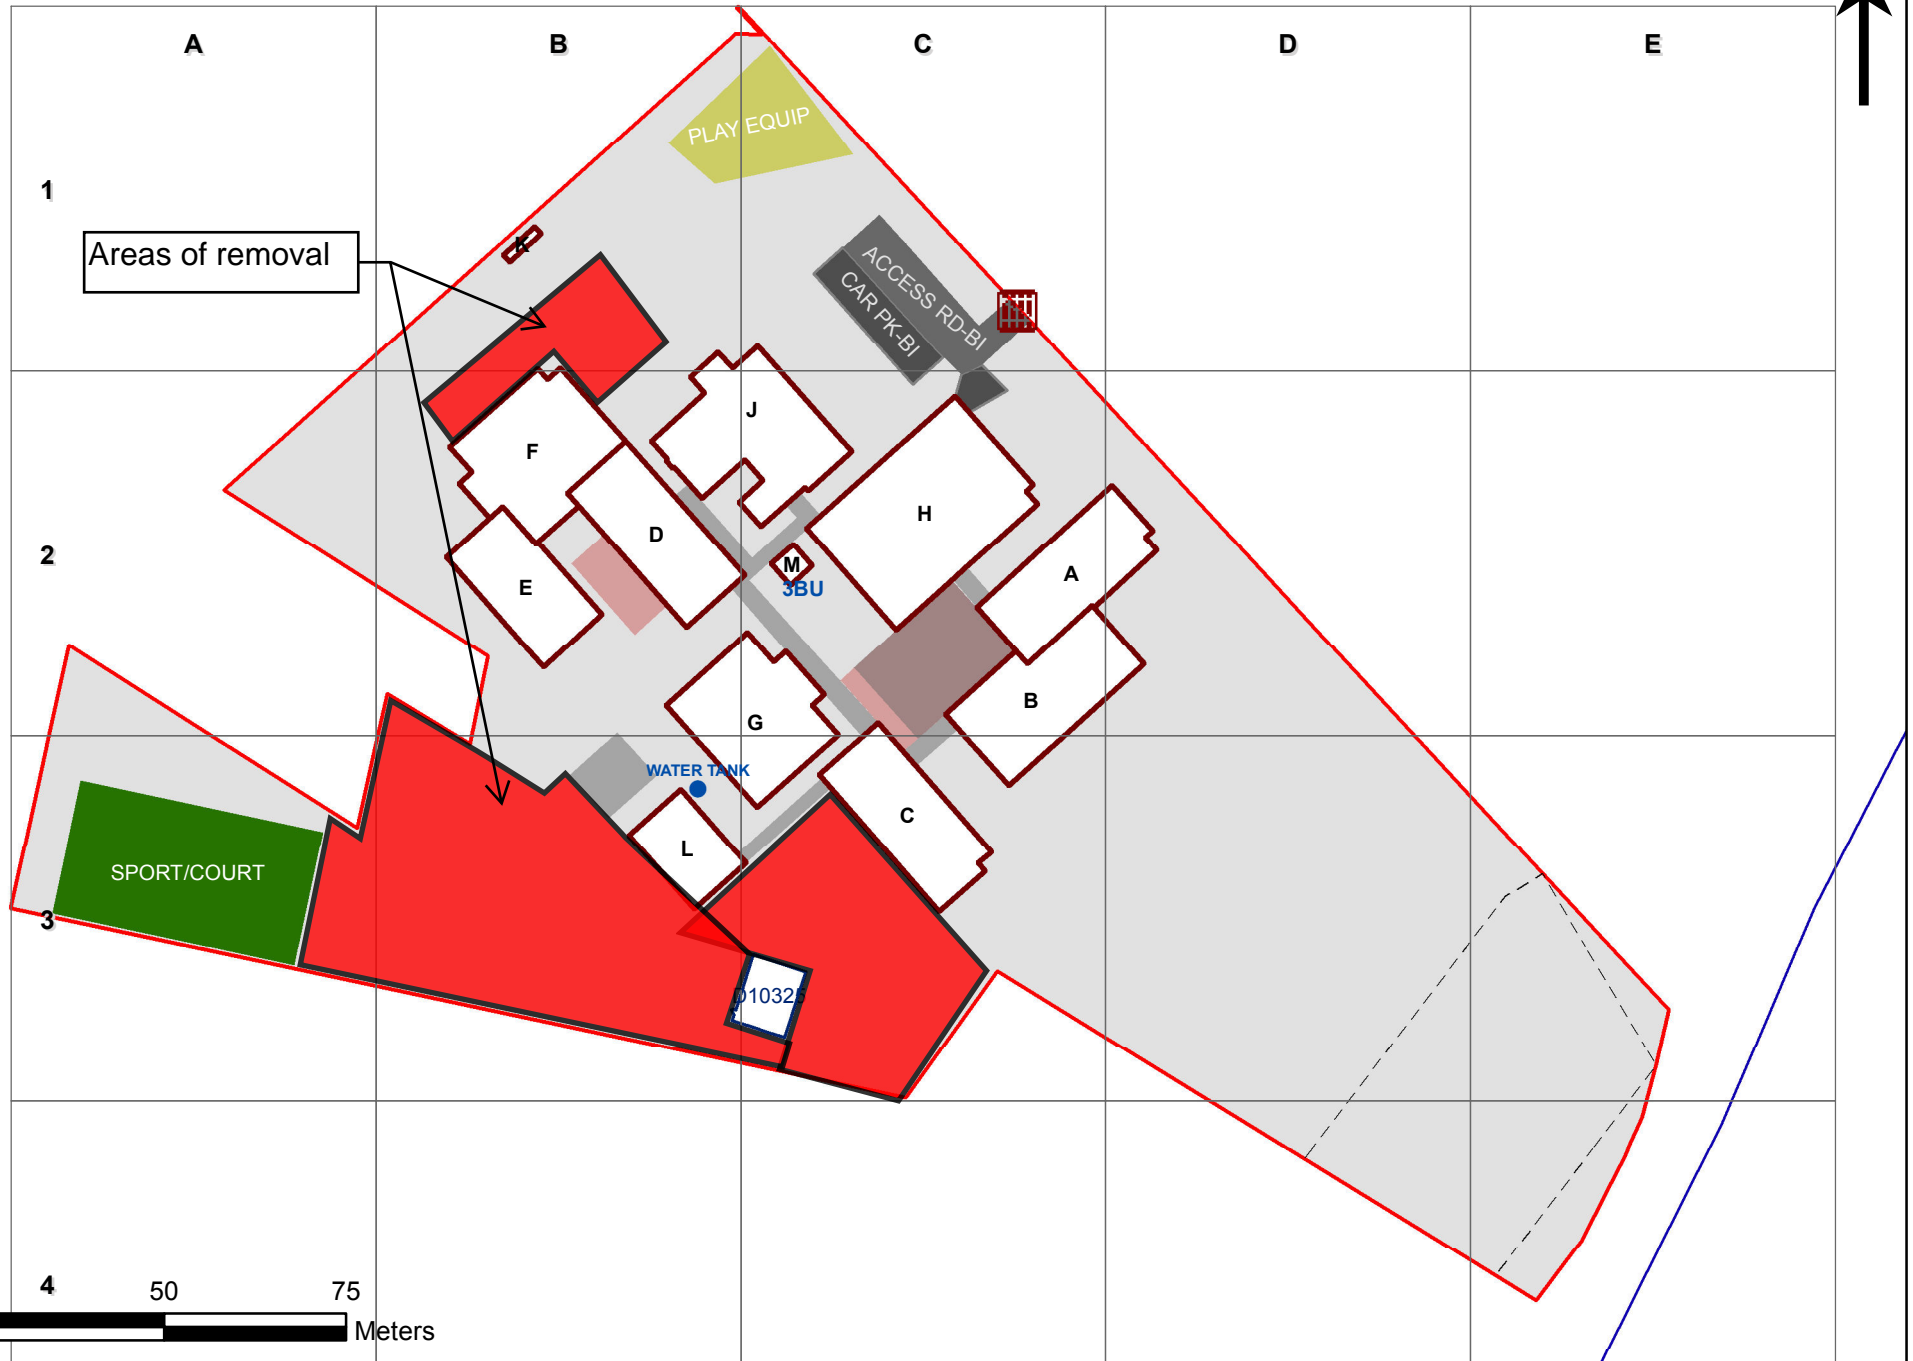 A
B
C
D
E
PLAY EQUIP
1
K
Areas of removal
ACCESS RD-BI
CAR PK-BI
J
F
H
D
2
M
A
E
3BU
B
G
WATER TANK
C
L
SPORT/COURT
3
D10325
4
50
75
Meters